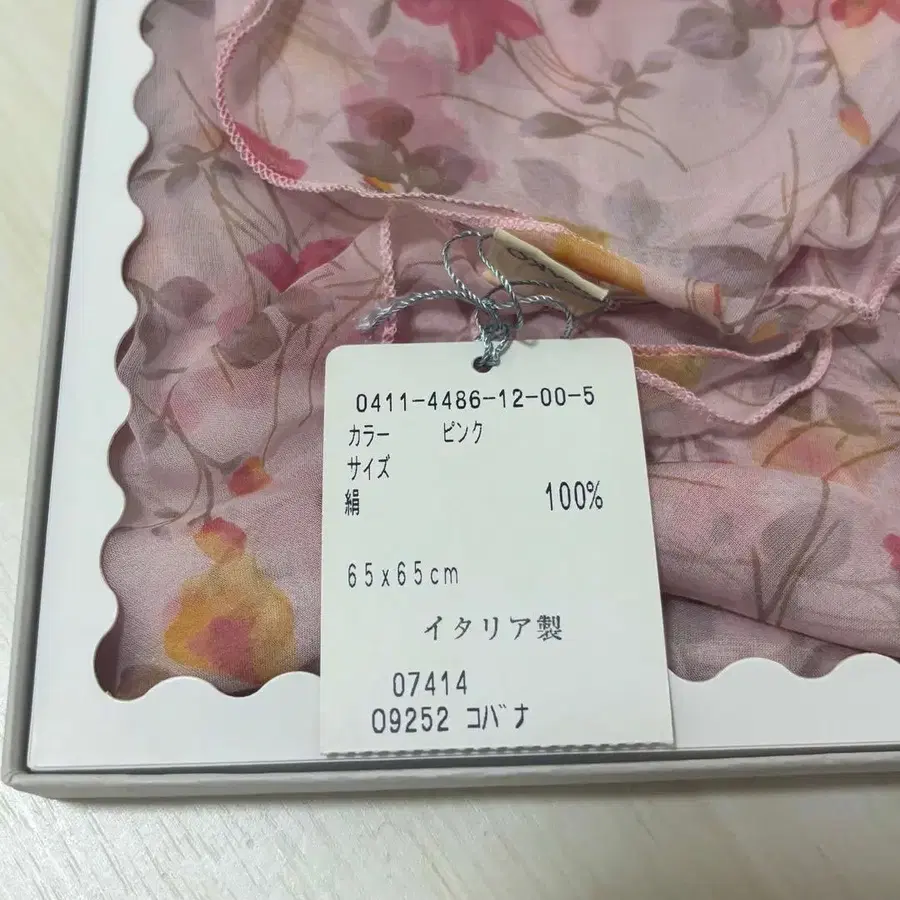 0411-4486-12-00-5
カラー ピンク
サイズ
絹 100%
65x65cm
イタリア製
07414
09252 コバナ